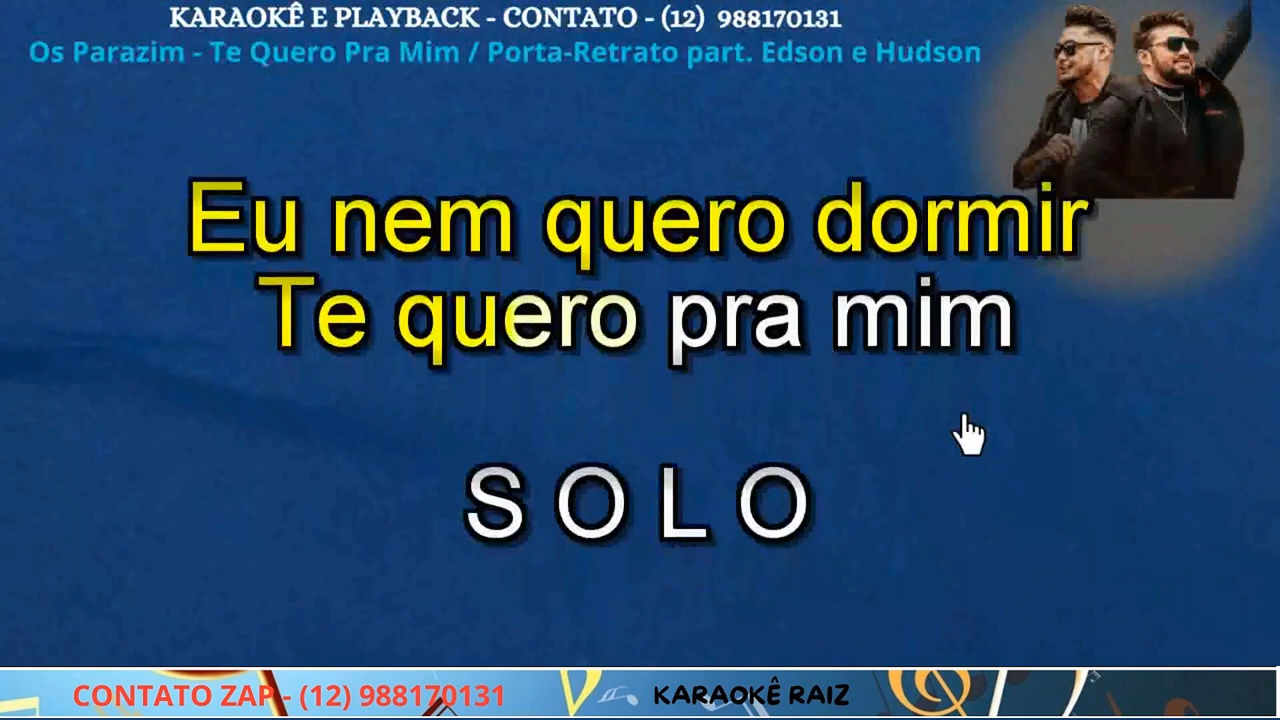 KARAOKÊ E PLAYBACK - CONTATO - (12) 988170131
Os Parazim - Te Quero Pra Mim / Porta-Retrato part. Edson e Hudson
Eu nem quero dormir
Te quero pra mim
S O L O
CONTATO ZAP - (12) 988170131
KARAOKÊ RAIZ